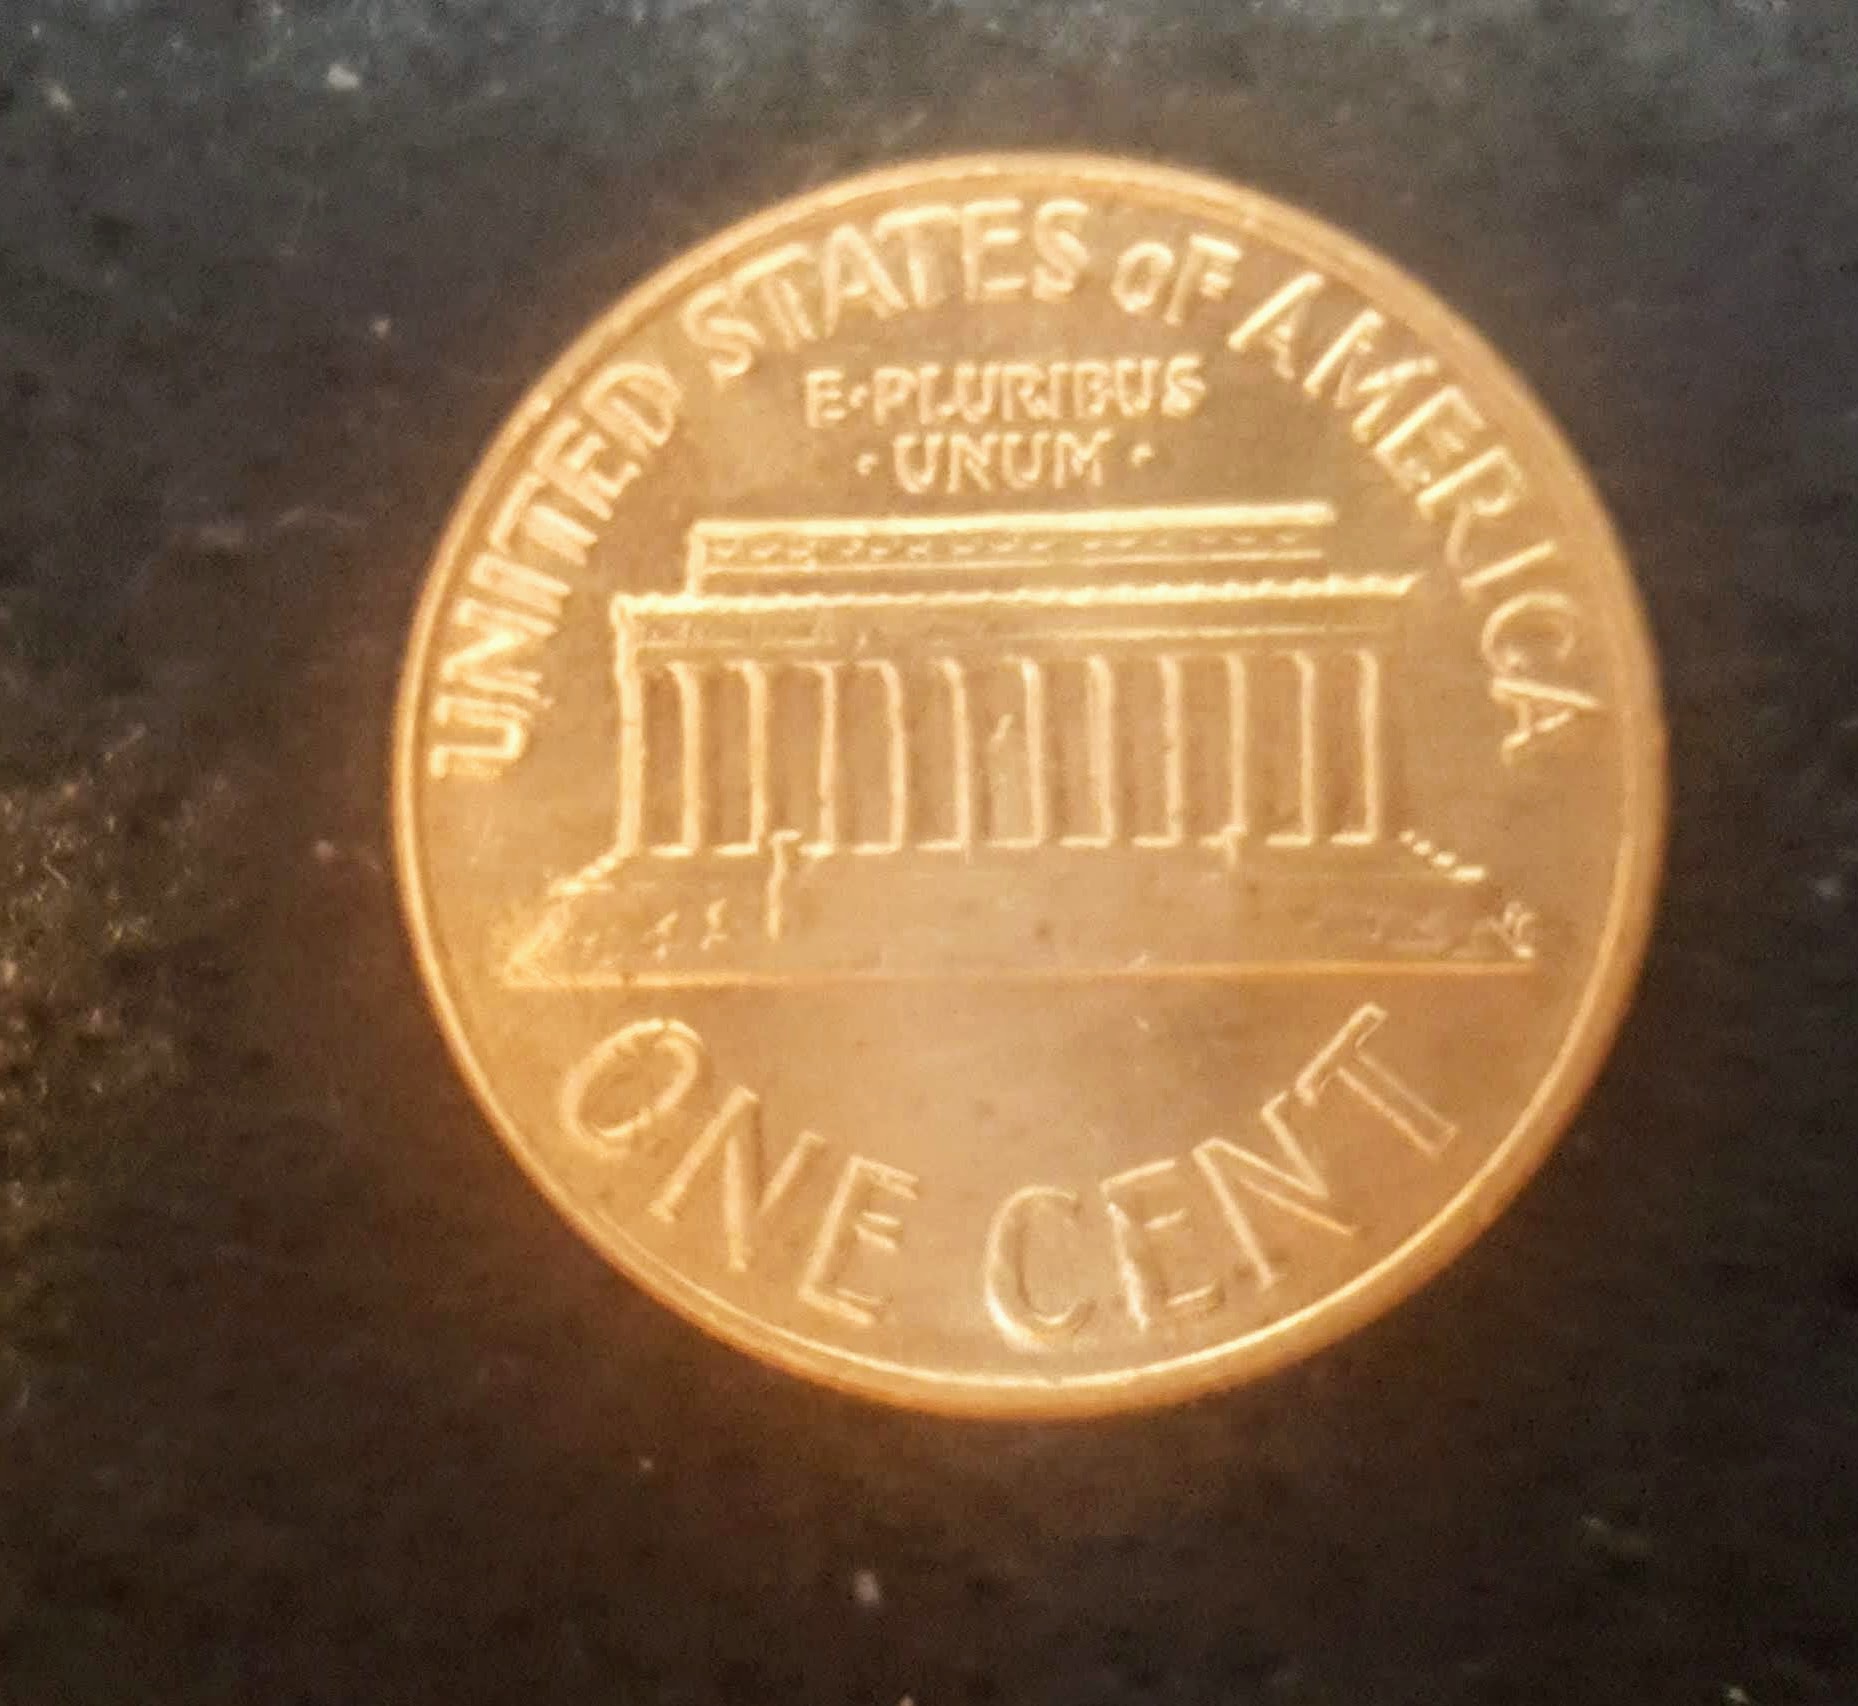 UNITED STATES OF AMERICA
E·PLURIBUS
·UNUM·
ONE CENT